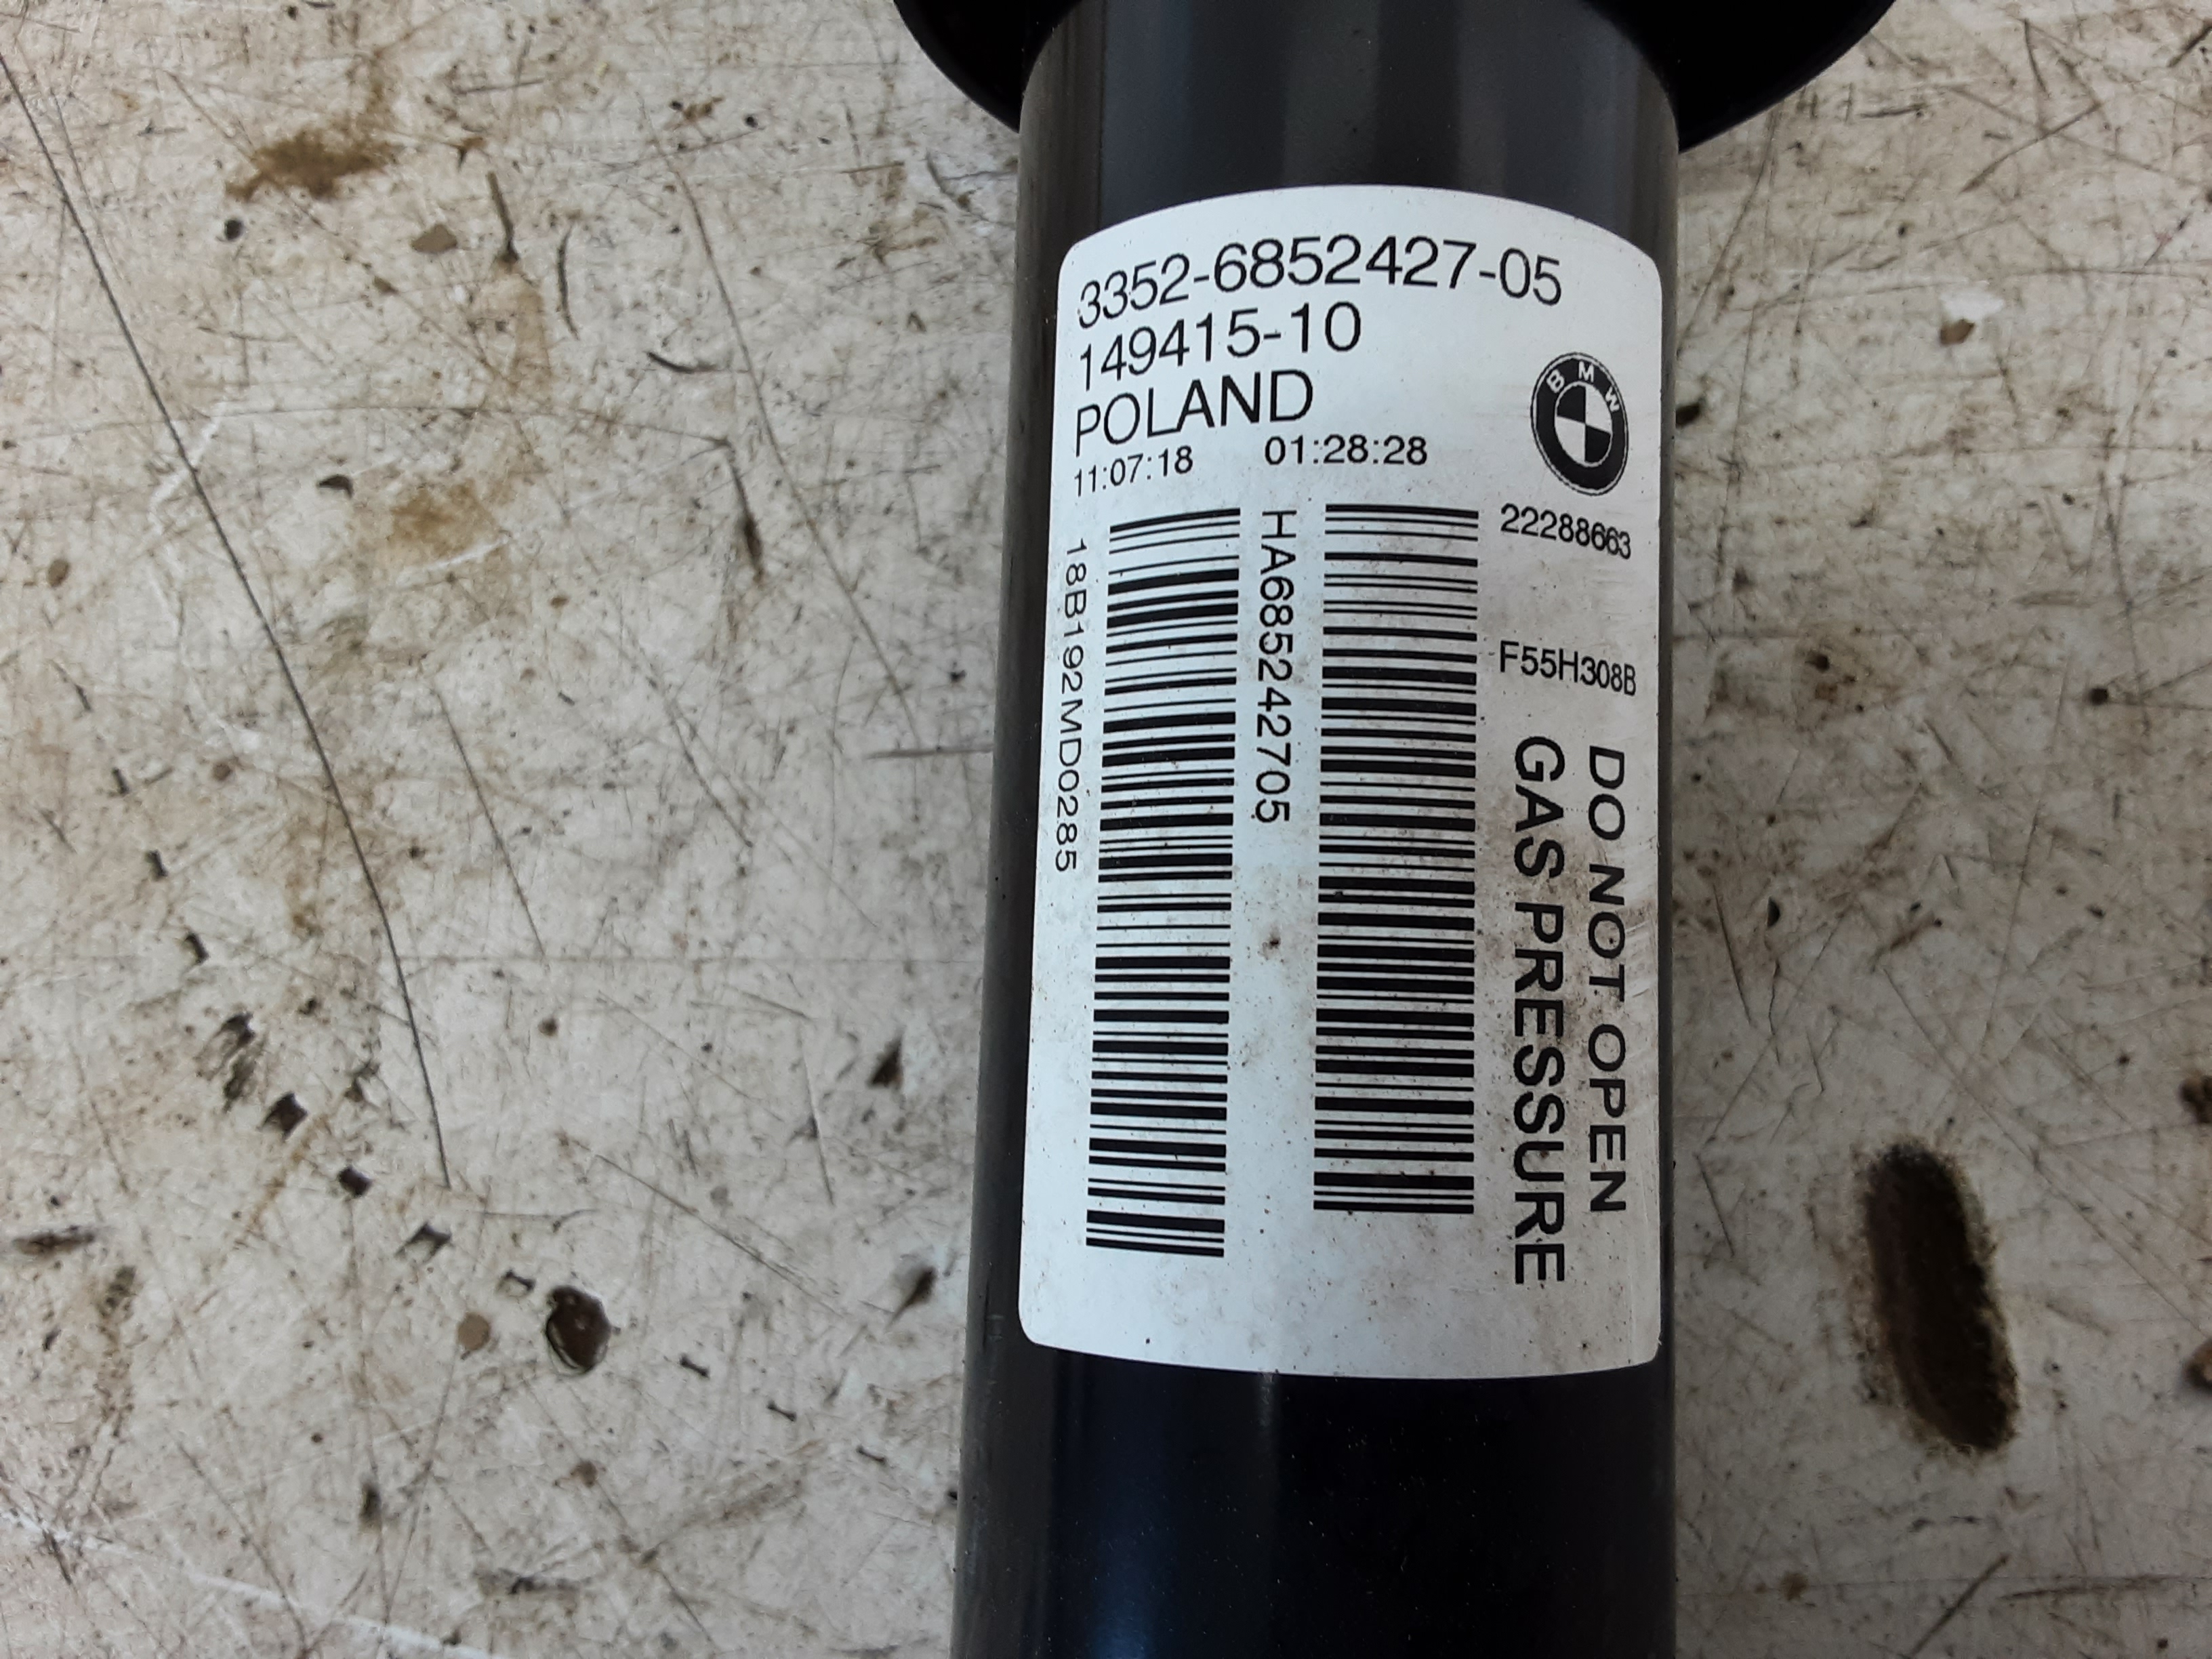 3352-6852427-05
149415-10
POLAND
11:07:18 01:28:28
BMW
22288663
F55H308B
18B192MD0285
HA685242705
GAS PRESSURE
DO NOT OPEN